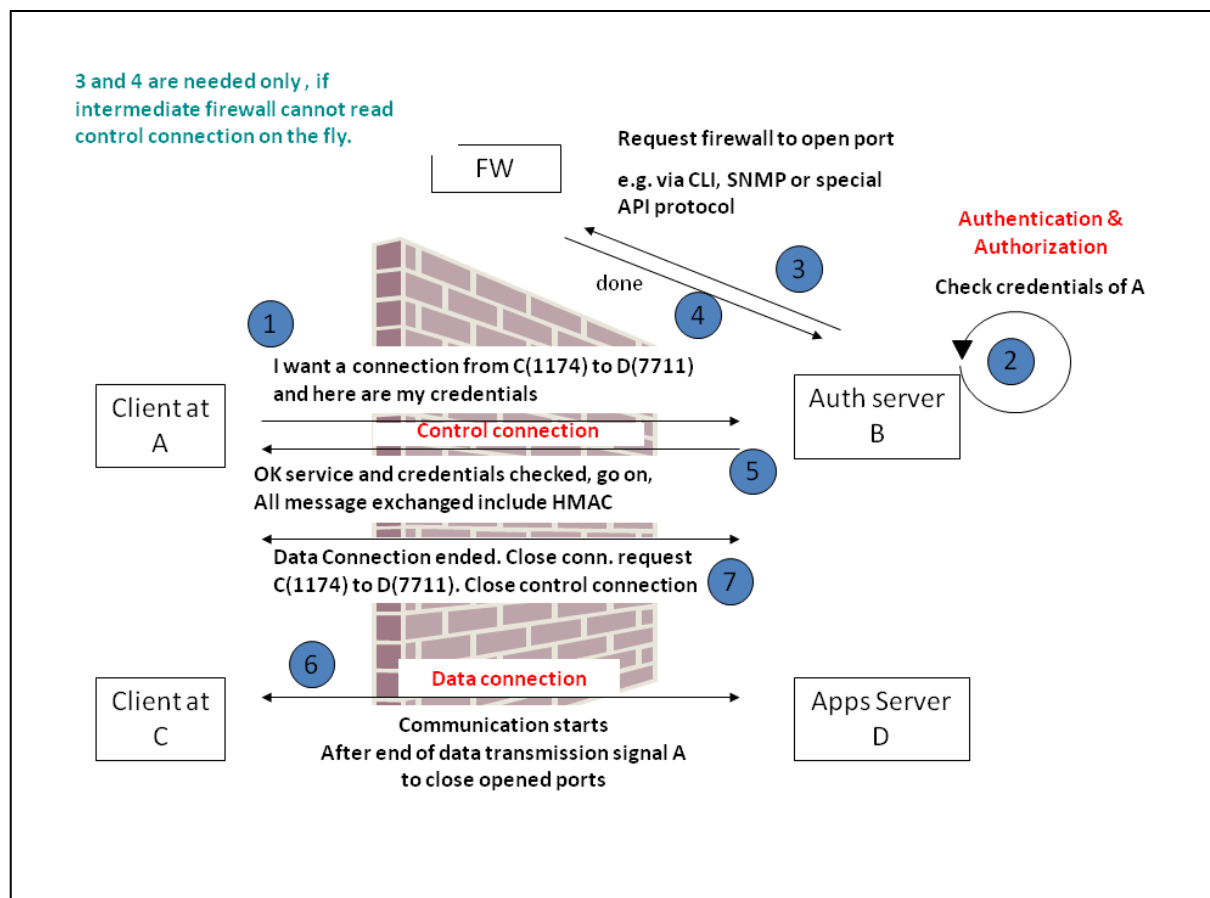 3 and 4 are needed only , if
intermediate firewall cannot read
control connection on the fly.
FW
Request firewall to open port
e.g. via CLI, SNMP or special
API protocol
Authentication &
Authorization
Check credentials of A
3
done
4
2
1
I want a connection from C(1174) to D(7711)
and here are my credentials
Client at
A
Control connection
Auth server
B
5
OK service and credentials checked, go on,
All message exchanged include HMAC
Data Connection ended. Close conn. request
C(1174) to D(7711). Close control connection
7
6
Data connection
Client at
C
Apps Server
D
Communication starts
After end of data transmission signal A
to close opened ports